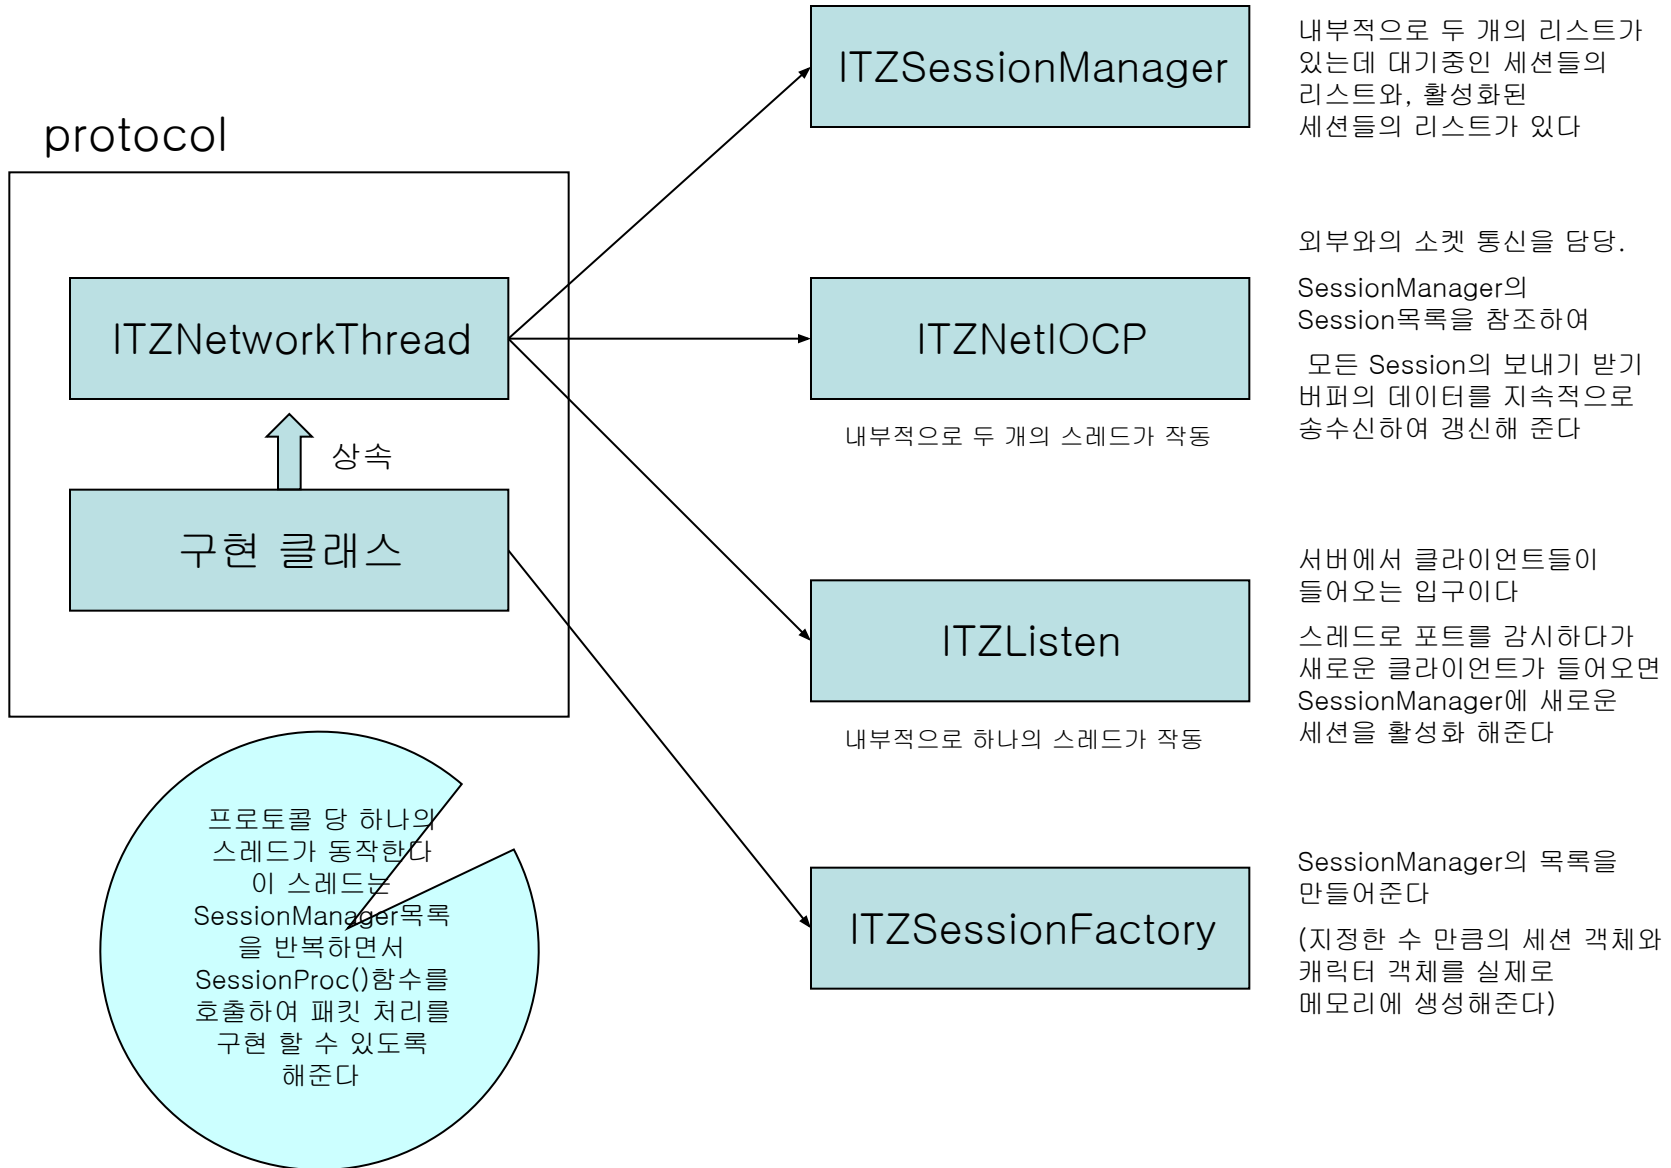 protocol
ITZNetworkThread
상속
구현 클래스
프로토콜 당 하나의
스레드가 동작한다
이 스레드는
SessionManager목록
을 반복하면서
SessionProc()함수를
호출하여 패킷 처리를
구현 할 수 있도록
해준다
ITZSessionManager
내부적으로 두 개의 리스트가
있는데 대기중인 세션들의
리스트와, 활성화된
세션들의 리스트가 있다
ITZNetIOCP
내부적으로 두 개의 스레드가 작동
외부와의 소켓 통신을 담당.
SessionManager의
Session목록을 참조하여
모든 Session의 보내기 받기
버퍼의 데이터를 지속적으로
송수신하여 갱신해 준다
ITZListen
내부적으로 하나의 스레드가 작동
서버에서 클라이언트들이
들어오는 입구이다
스레드로 포트를 감시하다가
새로운 클라이언트가 들어오면
SessionManager에 새로운
세션을 활성화 해준다
ITZSessionFactory
SessionManager의 목록을
만들어준다
(지정한 수 만큼의 세션 객체와
캐릭터 객체를 실제로
메모리에 생성해준다)